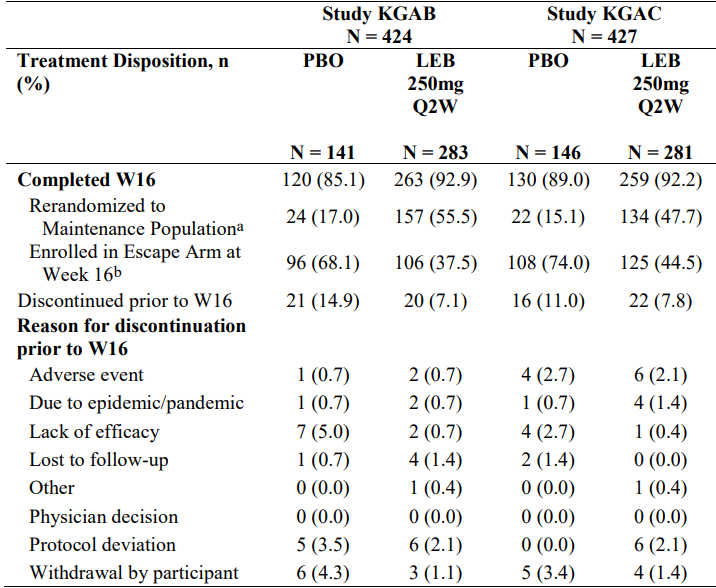 Study KGAB Study KGAC
N = 424 N = 427
Treatment Disposition, n PBO LEB PBO LEB
(%) 250mg 250mg
Q2W Q2W
N = 141 N = 283 N = 146 N = 281
Completed W16 120 (85.1) 263 (92.9) 130 (89.0) 259 (92.2)
Rerandomized to
Maintenance Populationa 24 (17.0) 157 (55.5) 22 (15.1) 134 (47.7)
Enrolled in Escape Arm at
Week 16b 96 (68.1) 106 (37.5) 108 (74.0) 125 (44.5)
Discontinued prior to W16 21 (14.9) 20 (7.1) 16 (11.0) 22 (7.8)
Reason for discontinuation
prior to W16
Adverse event 1 (0.7) 2 (0.7) 4 (2.7) 6 (2.1)
Due to epidemic/pandemic 1 (0.7) 2 (0.7) 1 (0.7) 4 (1.4)
Lack of efficacy 7 (5.0) 2 (0.7) 4 (2.7) 1 (0.4)
Lost to follow-up 1 (0.7) 4 (1.4) 2 (1.4) 0 (0.0)
Other 0 (0.0) 1 (0.4) 0 (0.0) 1 (0.4)
Physician decision 0 (0.0) 0 (0.0) 0 (0.0) 0 (0.0)
Protocol deviation 5 (3.5) 6 (2.1) 0 (0.0) 6 (2.1)
Withdrawal by participant 6 (4.3) 3 (1.1) 5 (3.4) 4 (1.4)